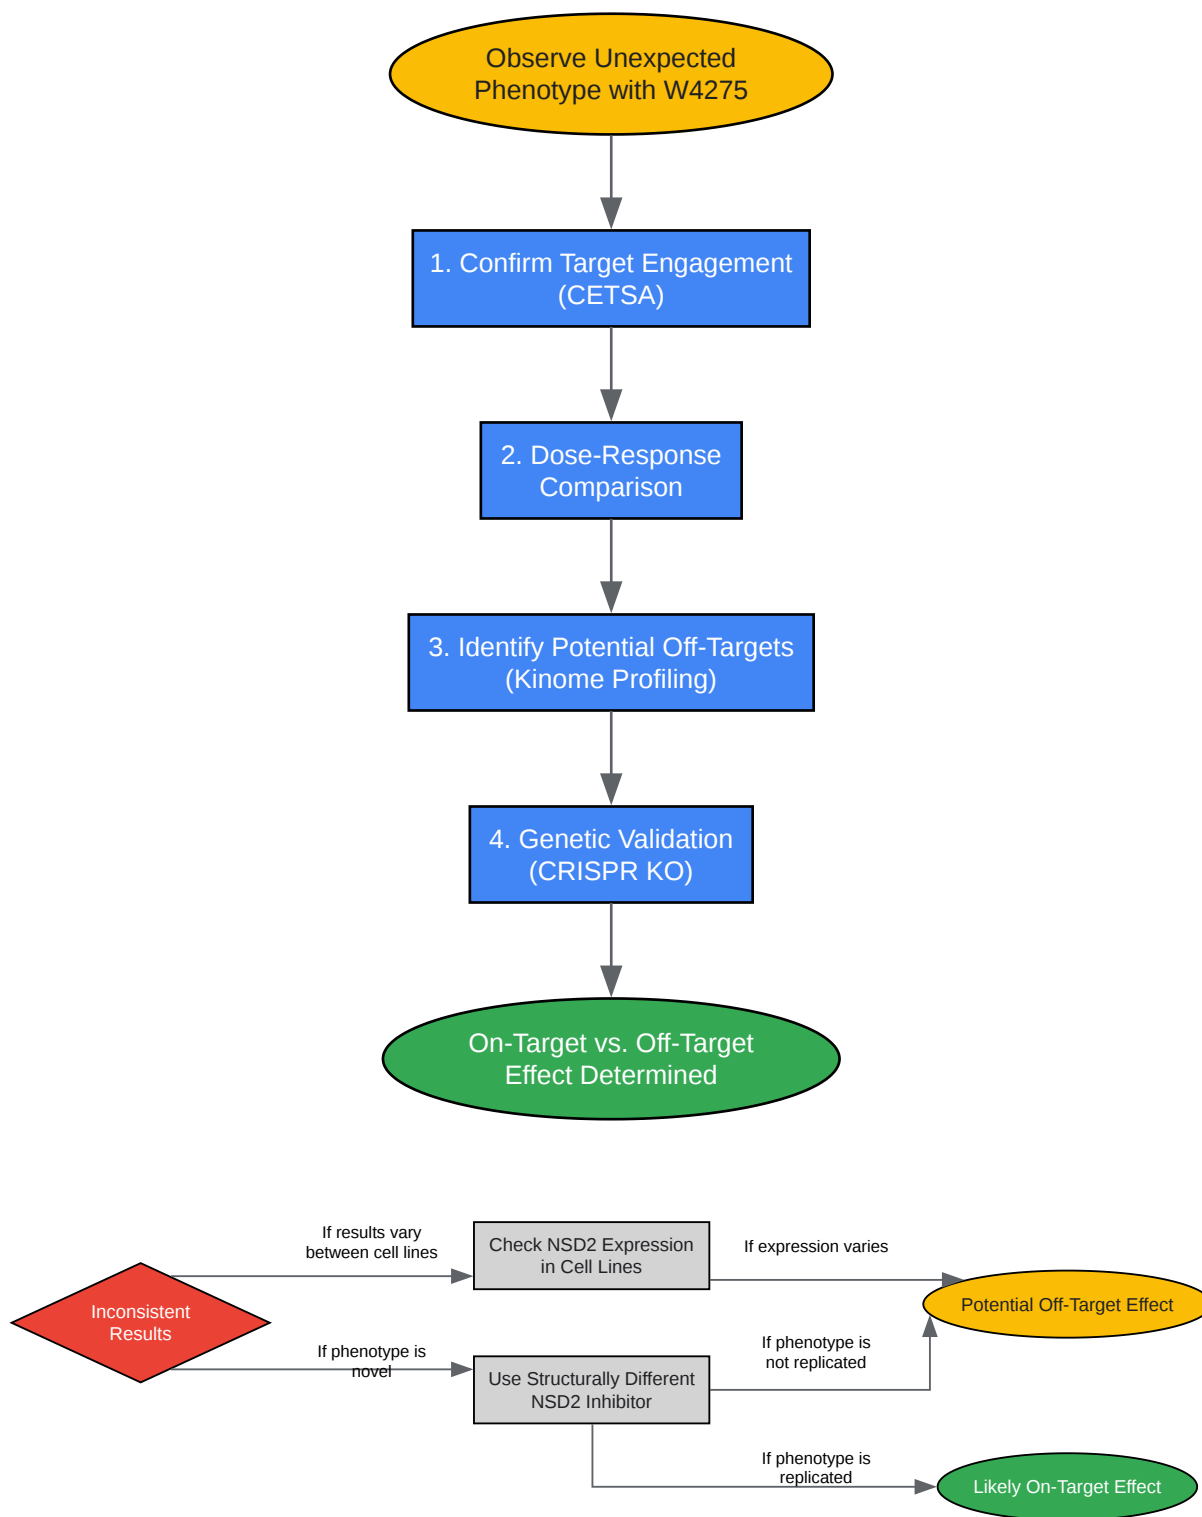 Observe Unexpected
Phenotype with W4275
1. Confirm Target Engagement
(CETSA)
2. Dose-Response
Comparison
3. Identify Potential Off-Targets
(Kinome Profiling)
4. Genetic Validation
(CRISPR KO)
On-Target vs. Off-Target
Effect Determined
If results vary
between cell lines
Check NSD2 Expression
in Cell Lines
If expression varies
Inconsistent
Results
Potential Off-Target Effect
If phenotype is
novel
Use Structurally Different
NSD2 Inhibitor
If phenotype is
not replicated
If phenotype is
replicated
Likely On-Target Effect